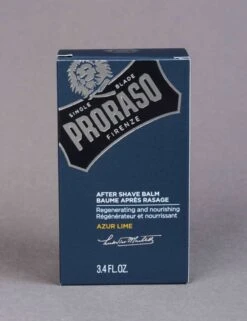 SINGLE BLADE
PRORASO
FIRENZE
AFTER SHAVE BALM
BAUME APRÈS RASAGE
Regenerating and nourishing
Régénérateur et nourrissant
AZUR LIME
3.4 FL.OZ.